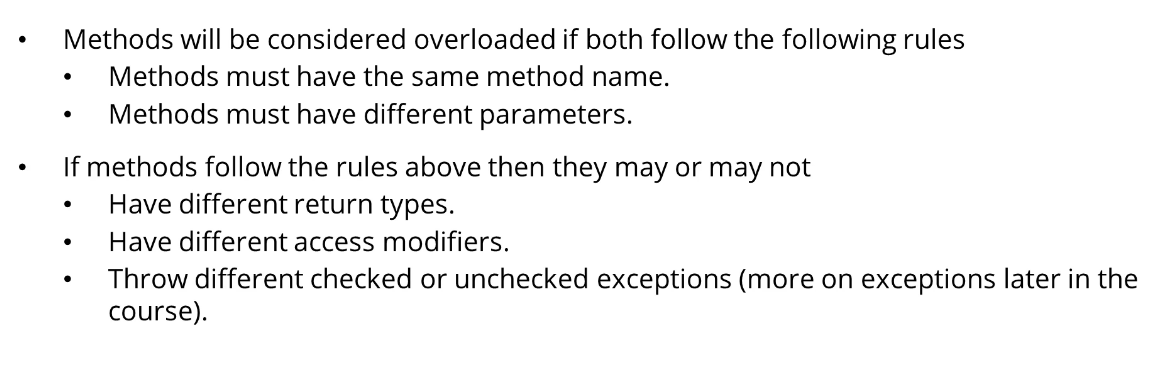 • Methods will be considered overloaded if both follow the following rules
• Methods must have the same method name.
• Methods must have different parameters.
• If methods follow the rules above then they may or may not
• Have different return types.
• Have different access modifiers.
• Throw different checked or unchecked exceptions (more on exceptions later in the
course).